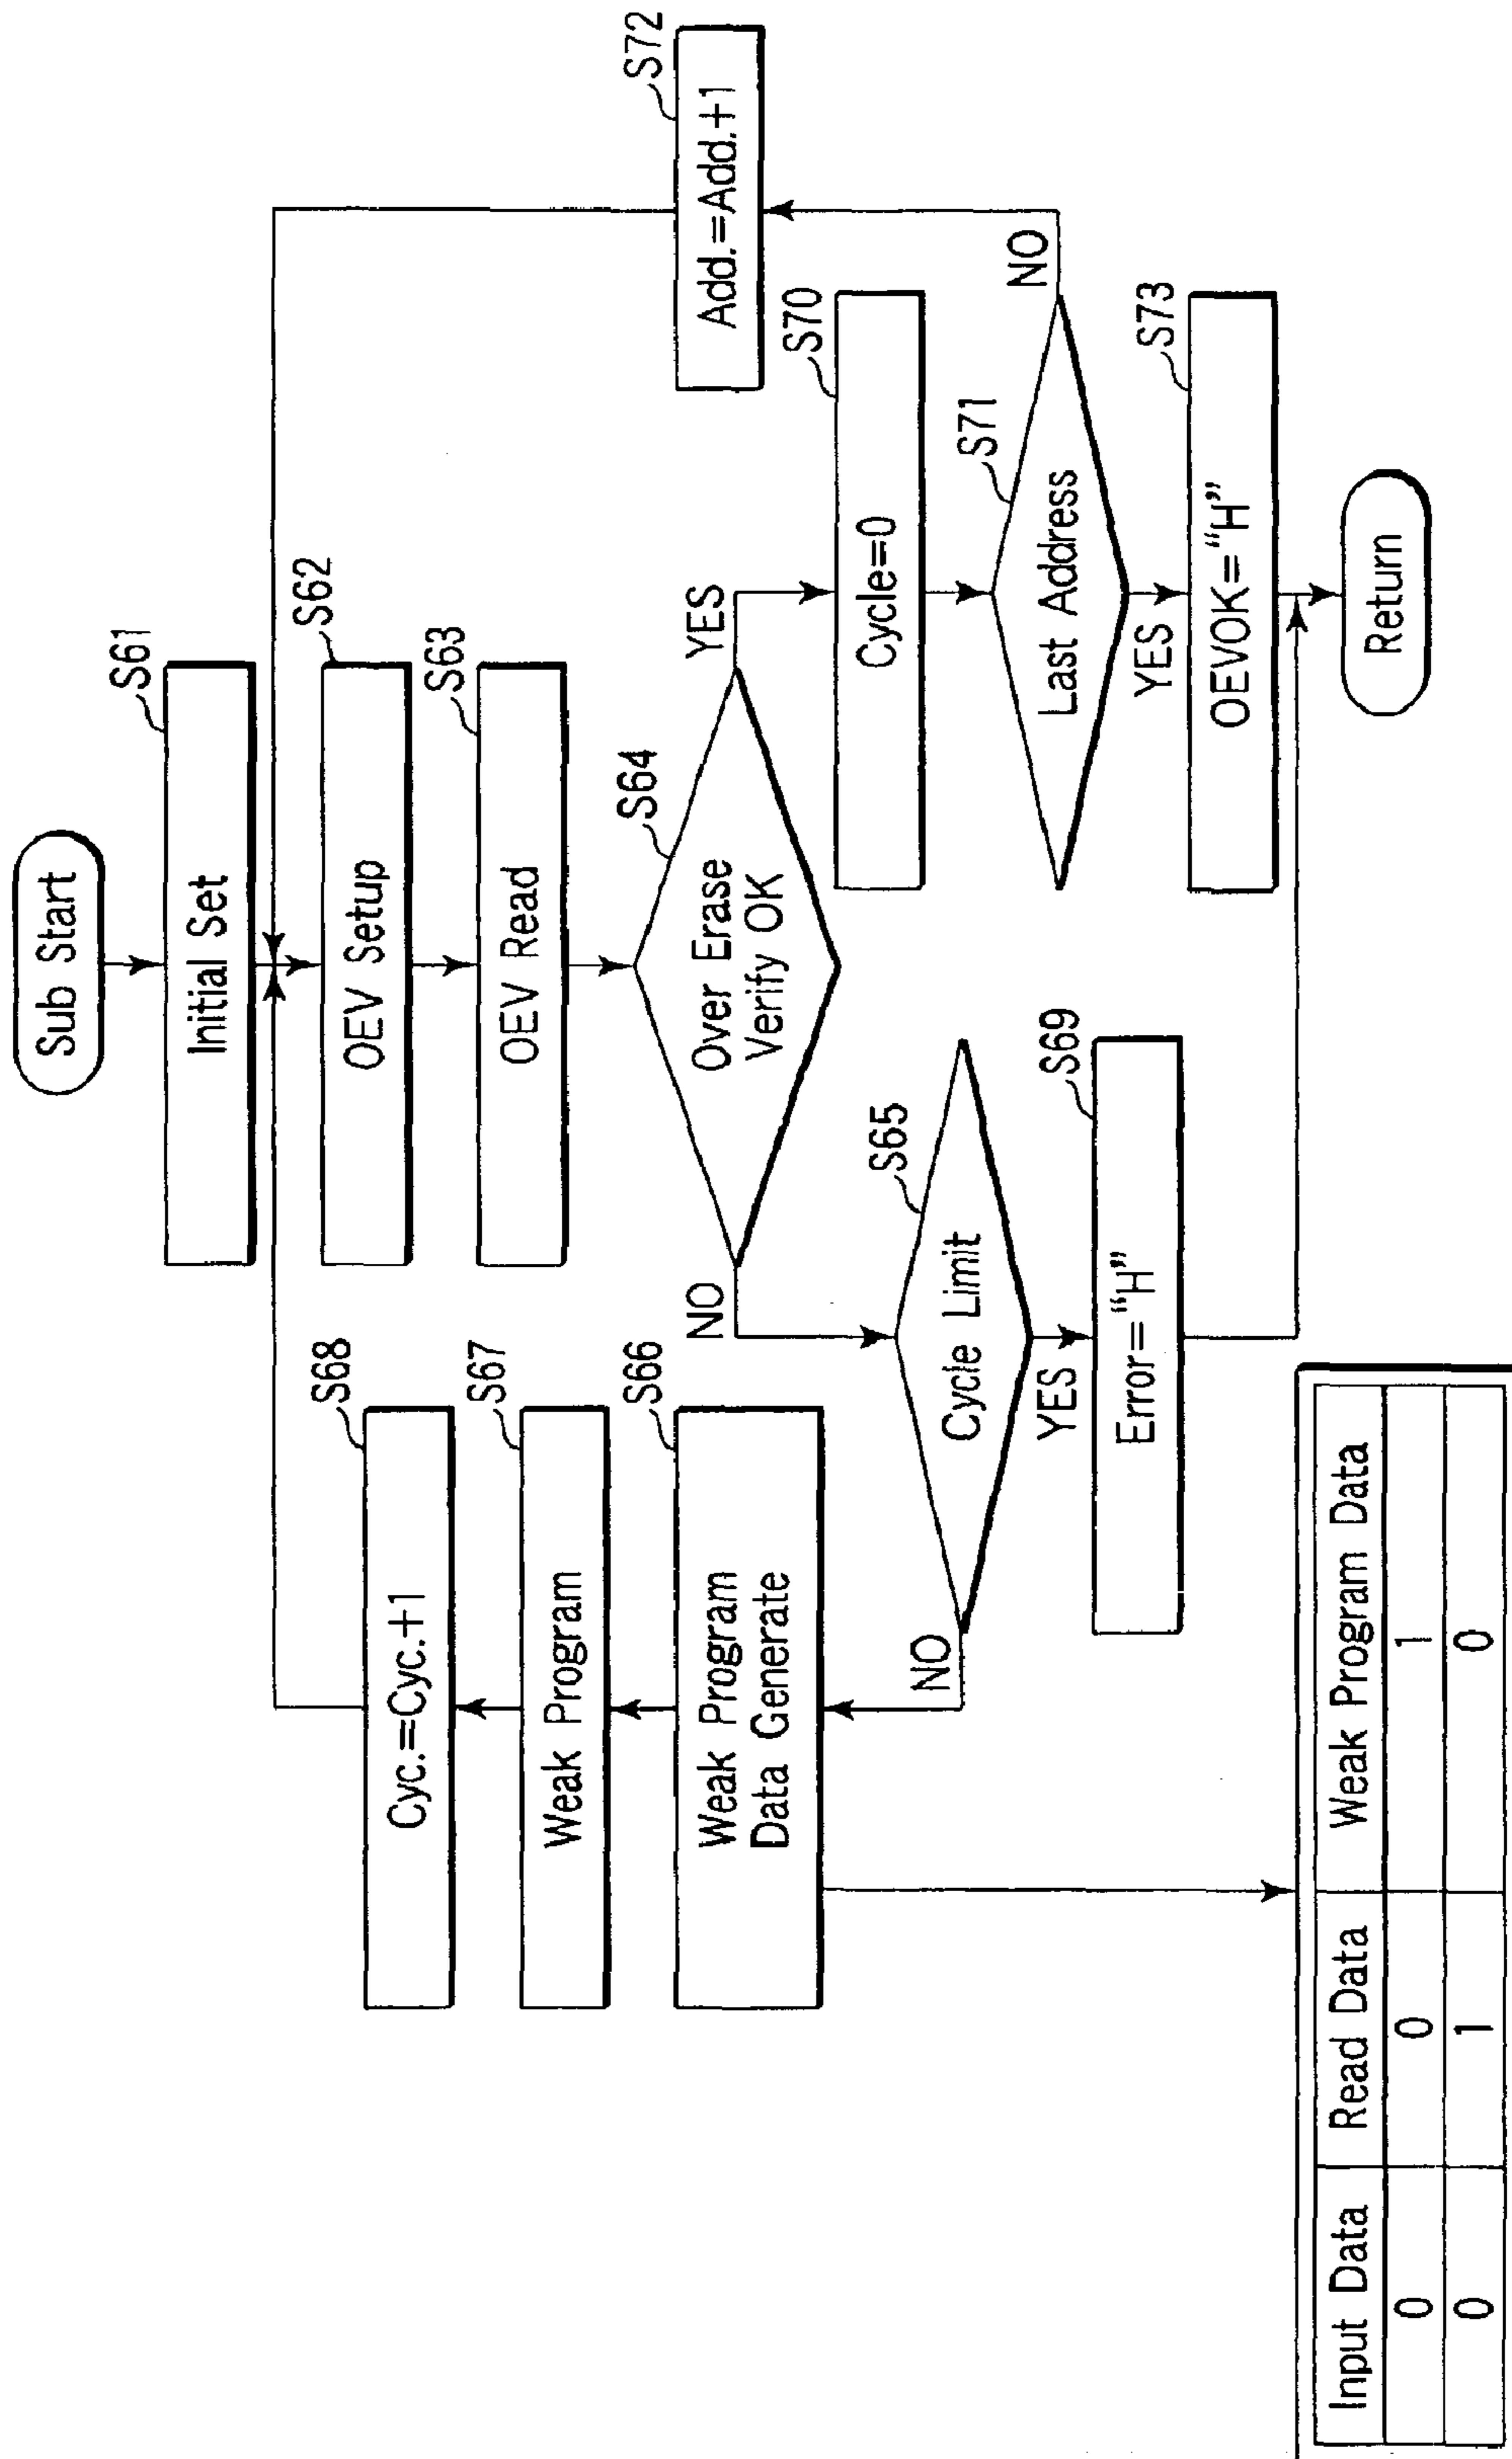 Sub Start
S61
Initial Set
S62
OEV Setup
S63
OEV Read
S64
Over Erase
Verify OK
NO
YES
S65
Cycle Limit
NO
YES
S66
Weak Program
Data Generate
S67
Weak Program
S68
Cyc.=Cyc.+1
S69
Error="H"
S70
Cycle=0
S71
Last Address
NO
YES
S72
Add.=Add.+1
S73
OEVOK="H"
Return
Input Data Read Data Weak Program Data
0 0 1
0 1 0